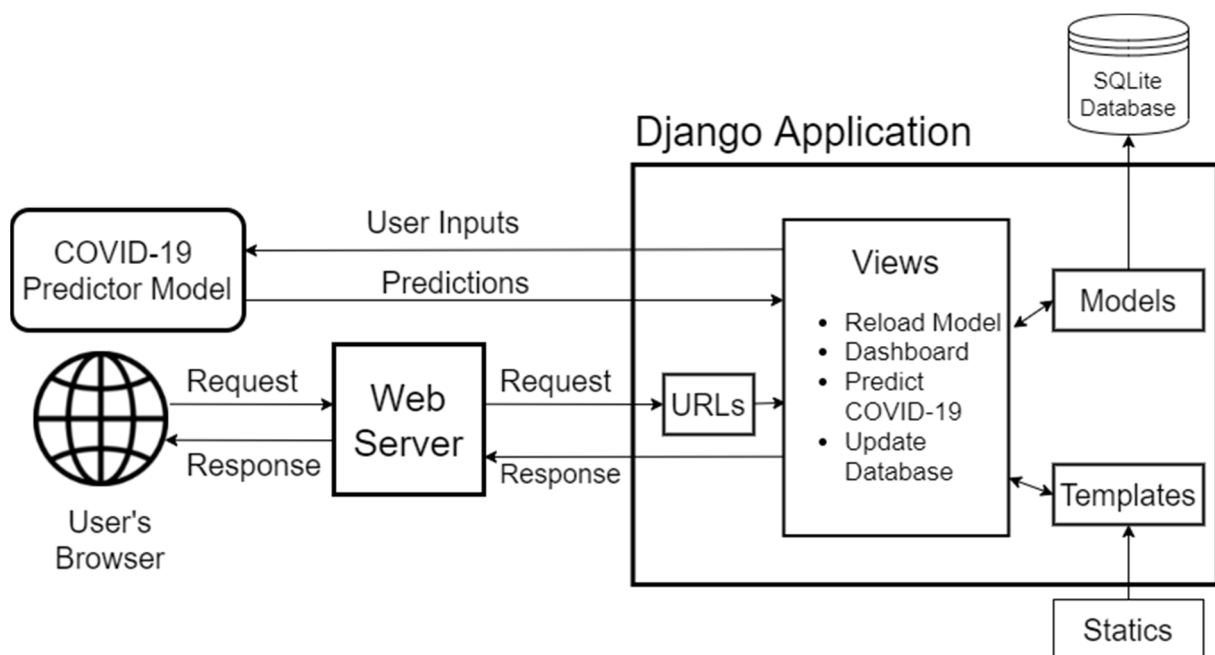 SQLite
Database
Django Application
User Inputs
COVID-19
Predictor Model
Predictions
Views
• Reload Model
• Dashboard
• Predict
COVID-19
• Update
Database
Models
Request
Web
Server
Request
URLs
Response
Response
Templates
User's
Browser
Statics